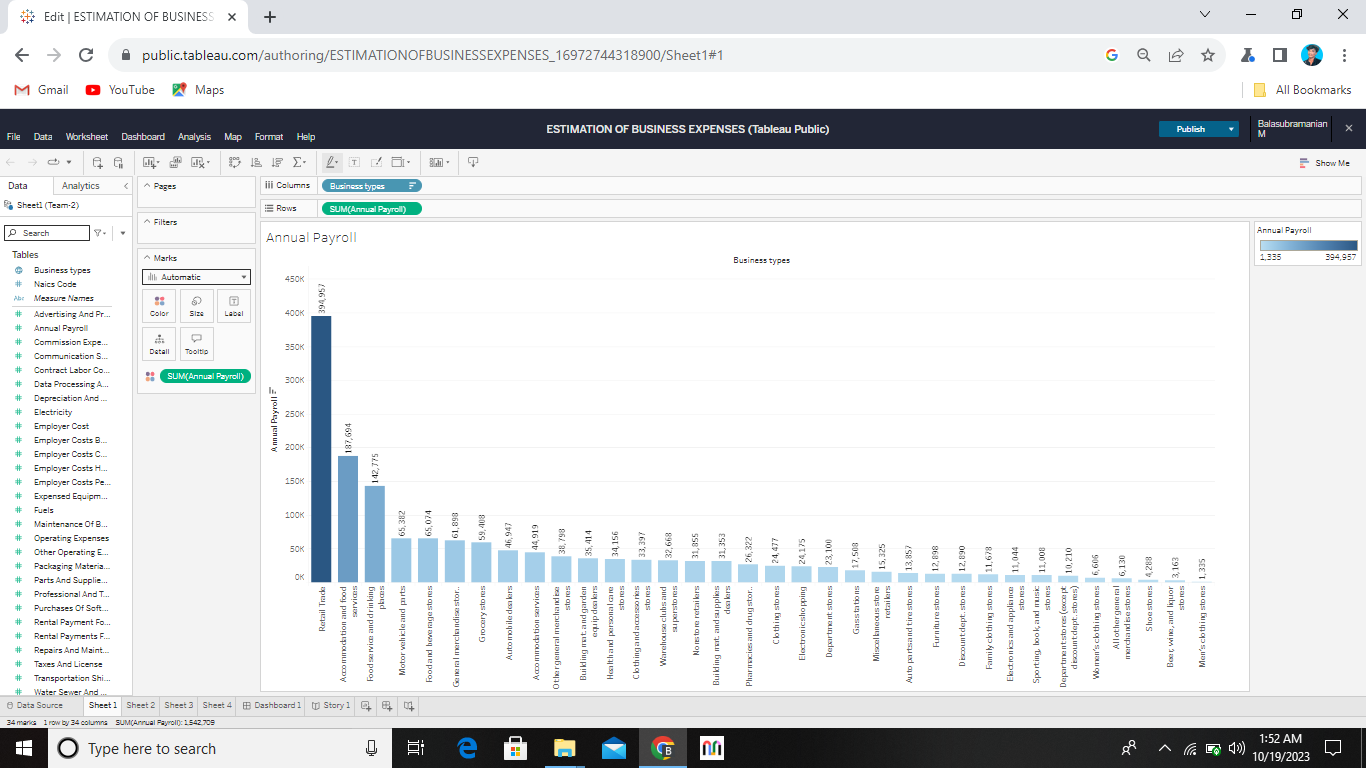 Edit | ESTIMATION OF BUSINESS
public.tableau.com/authoring/ESTIMATIONOFBUSINESSEXPENSES_16972744318900/Sheet1#1
Gmail YouTube Maps All Bookmarks
ESTIMATION OF BUSINESS EXPENSES (Tableau Public)
Publish
Balasubramanian
M
File Data Worksheet Dashboard Analysis Map Format Help
Show Me
Data Analytics
Sheet1 (Team-2)
Search
Tables
Business types
Naics Code
Abc Measure Names
Advertising And Pr...
Annual Payroll
Commission Expe...
Communication S...
Contract Labor Co...
Data Processing A...
Depreciation And ...
Electricity
Employer Cost
Employer Costs B...
Employer Costs C...
Employer Costs H...
Employer Costs Pe...
Expensed Equipm...
Fuels
Maintenance Of B...
Operating Expenses
Other Operating E...
Packaging Materia...
Parts And Supplie...
Professional And T...
Purchases Of Soft...
Rental Payment Fo...
Rental Payments F...
Repairs And Maint...
Taxes And License
Transportation Shi...
Water Sewer And ...
Pages
Filters
Marks
Automatic
Color Size Label
Detail Tooltip
SUM(Annual Payroll)
Columns Business types
Rows SUM(Annual Payroll)
Annual Payroll
Business types
Annual Payroll
450K
400K
350K
300K
250K
200K
150K
100K
50K
0K
394,957
187,694
142,775
65,382
65,074
61,898
59,488
46,947
44,919
38,798
35,414
34,156
33,397
32,668
31,855
31,353
26,322
24,477
24,175
23,100
17,508
15,325
13,857
12,898
12,890
11,678
11,044
11,008
10,210
6,606
6,130
4,288
3,163
1,335
Retail Trade
Accommodation and food
services
Food service and drinking
places
Motor vehicle and parts
Food and beverage stores
General merchandise stor..
Grocery stores
Automobile dealers
Accommodation services
Other general merchandise
stores
Building mat. and garden
equip dealers
Health and personal care
stores
Clothing and accessories
stores
Warehouse clubs and
superstores
Nonstore retailers
Building mat. and supplies
dealers
Pharmacies and drug stor..
Clothing stores
Electronic shopping
Department stores
Gas stations
Miscellaneous store
retailers
Auto parts and tire stores
Furniture stores
Discount dept. stores
Family clothing stores
Electronics and appliance
stores
Sporting, book, and music
stores
Department stores (except
discount dept. stores)
Women's clothing stores
All other general
merchandise stores
Shoe stores
Beer, wine, and liquor
stores
Men's clothing stores
Annual Payroll
1,335 394,957
Data Source Sheet 1 Sheet 2 Sheet 3 Sheet 4 Dashboard 1 Story 1
34 marks 1 row by 34 columns SUM(Annual Payroll): 1,542,709
Type here to search
1:52 AM
10/19/2023